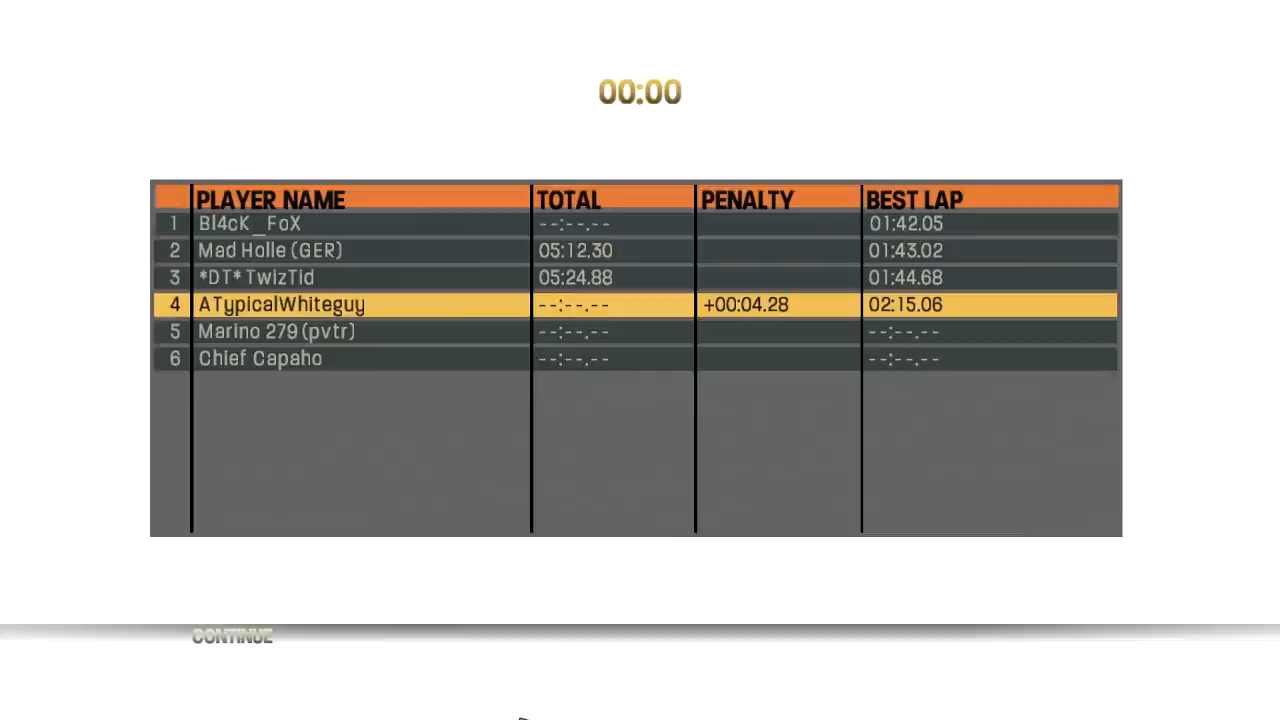 00:00
PLAYER NAME TOTAL PENALTY BEST LAP
1 Bl4cK_FoX --:--.-- 01:42.05
2 Mad Holle (GER) 05:12.30 01:43.02
3 *DT* TwizTid 05:24.88 01:44.68
4 ATypicalWhiteguy --:--.-- +00:04.28 02:15.06
5 Marino 279 (pvtr) --:--.-- --:--.--
6 Chief Capaho --:--.-- --:--.--
CONTINUE